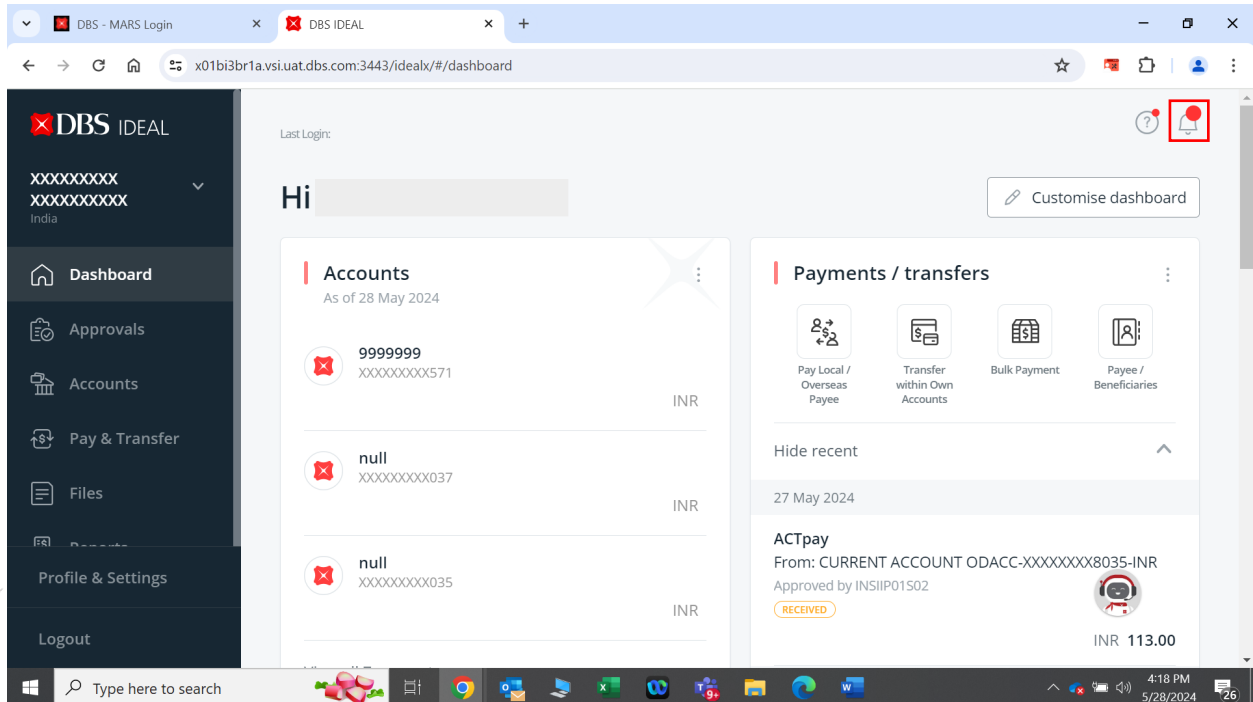 DBS - MARS Login
DBS IDEAL
x01bi3br1a.vsi.uat.dbs.com:3443/idealx/#/dashboard
DBS IDEAL
XXXXXXXXX
XXXXXXXXXX
India
Dashboard
Approvals
Accounts
Pay & Transfer
Files
Reports
Profile & Settings
Logout
Last Login:
Hi
Customise dashboard
Accounts
As of 28 May 2024
9999999
XXXXXXXXX571
INR
null
XXXXXXXXX037
INR
null
XXXXXXXXX035
INR
Payments / transfers
Pay Local /
Overseas
Payee
Transfer
within Own
Accounts
Bulk Payment
Payee /
Beneficiaries
Hide recent
27 May 2024
ACTpay
From: CURRENT ACCOUNT ODACC-XXXXXXXX8035-INR
Approved by INSIIP01S02
RECEIVED
INR 113.00
Type here to search
9+
4:18 PM
5/28/2024
26